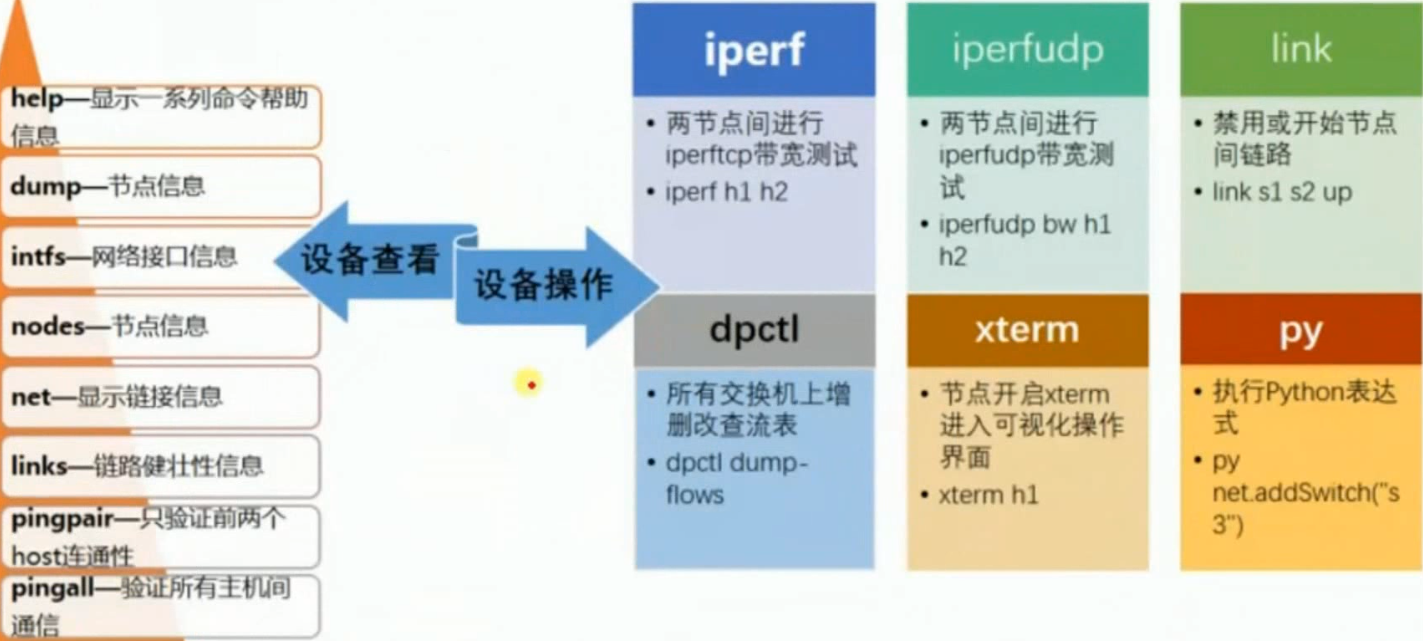 help—显示一系列命令帮助
信息
dump—节点信息
intfs—网络接口信息
nodes—节点信息
net—显示链接信息
links—链路健壮性信息
pingpair—只验证前两个
host连通性
pingall—验证所有主机间
通信
设备查看
设备操作
iperf
• 两节点间进行
iperftcp带宽测试
• iperf h1 h2
iperfudp
• 两节点间进行
iperfudp带宽测
试
• iperfudp bw h1
h2
link
• 禁用或开始节点
间链路
• link s1 s2 up
dpctl
• 所有交换机上增
删改查流表
• dpctl dump-
flows
xterm
• 节点开启xterm
进入可视化操作
界面
• xterm h1
py
• 执行Python表达
式
• py
net.addSwitch("s
3")